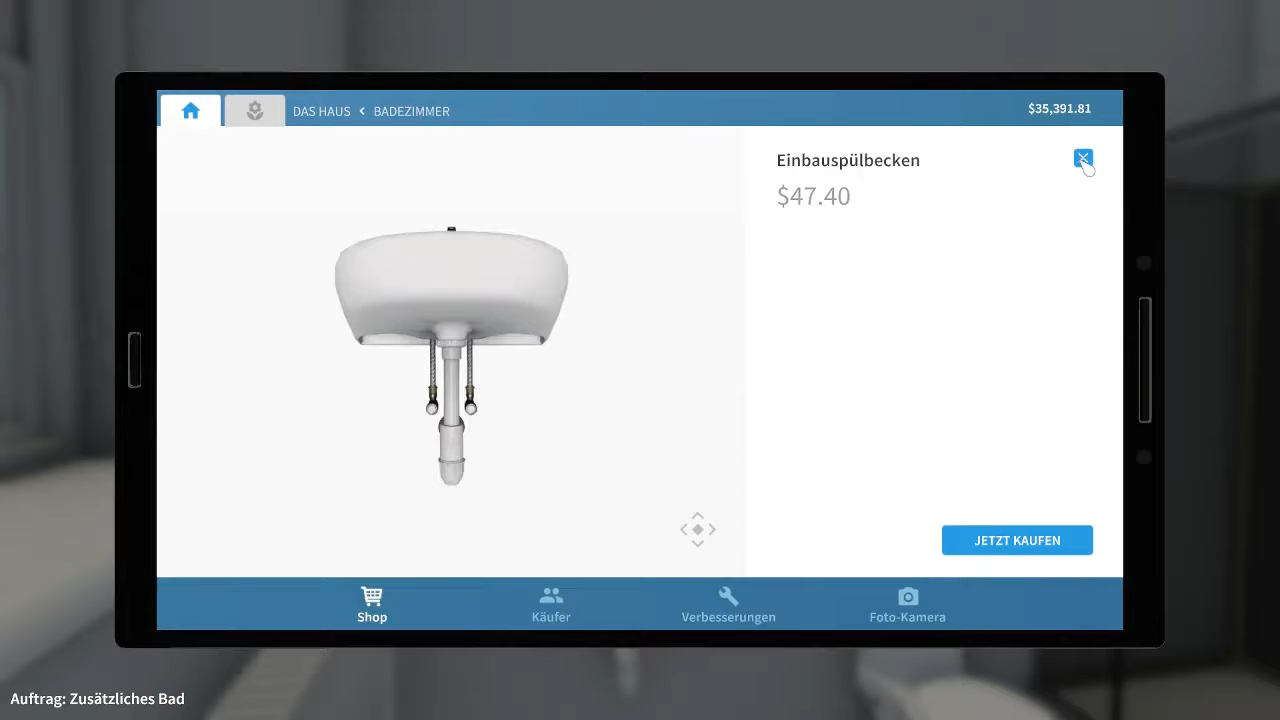 DAS HAUS < BADEZIMMER
$35,391.81
Einbauspülbecken
$47.40
JETZT KAUFEN
Shop
Käufer
Verbesserungen
Foto-Kamera
Auftrag: Zusätzliches Bad